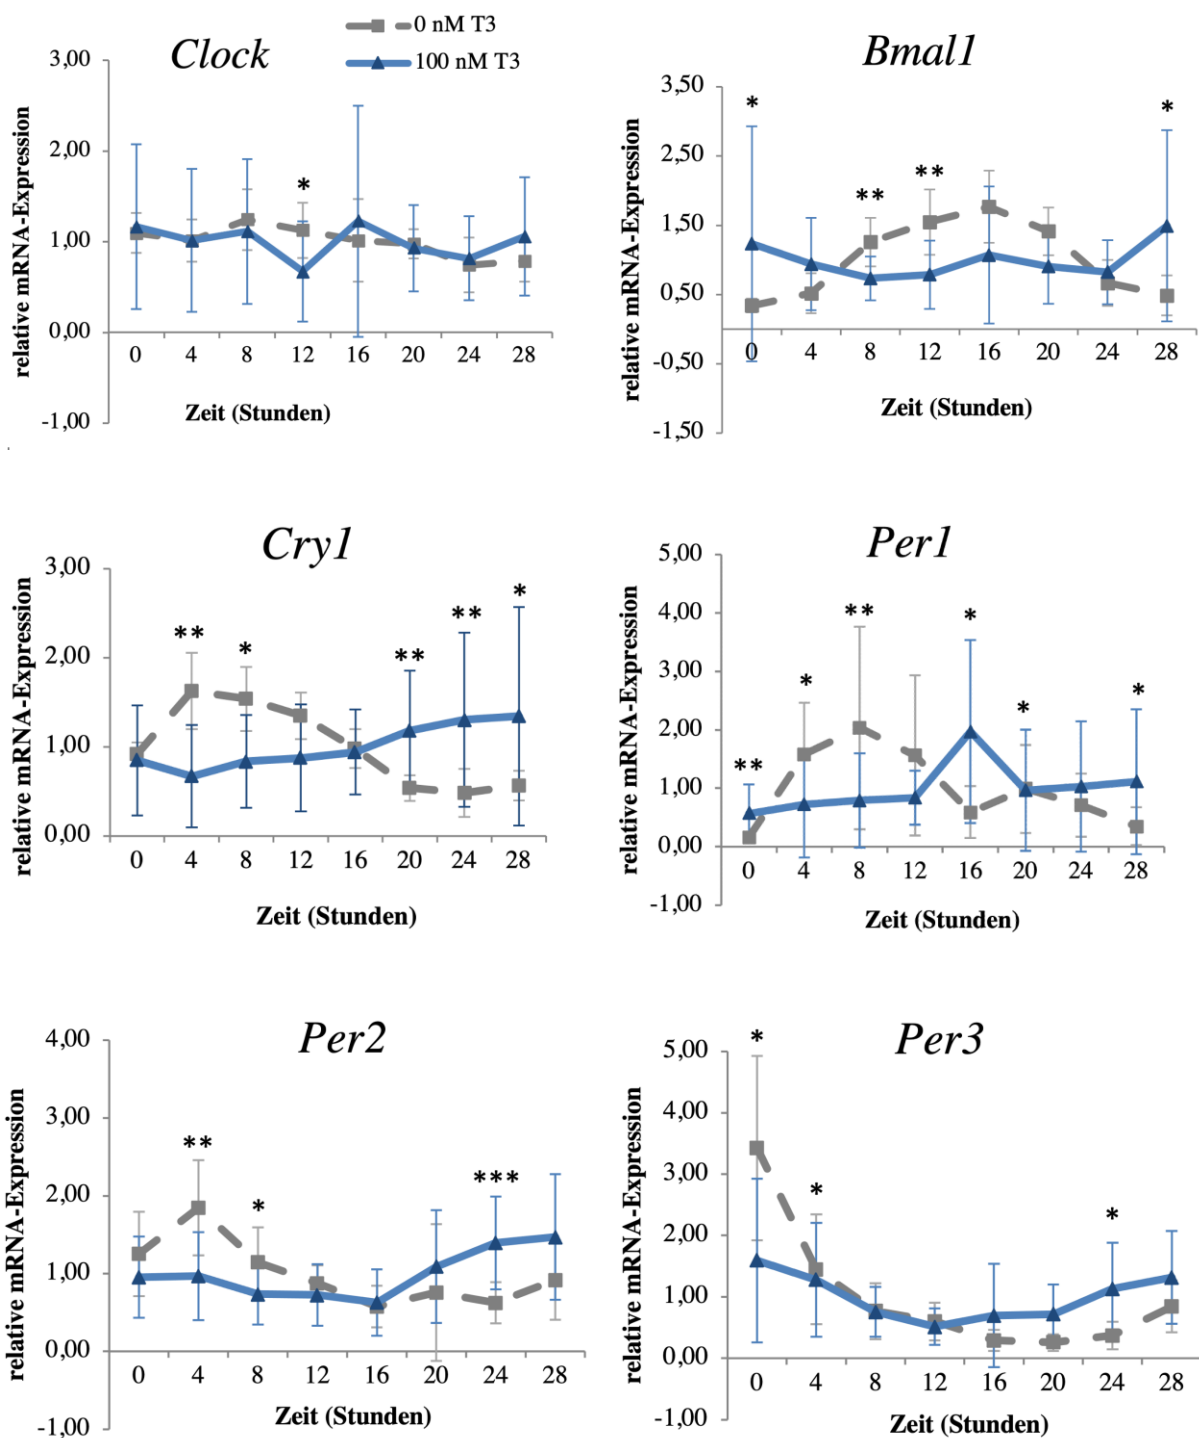 0 nM T3
100 nM T3
Clock
relative mRNA-Expression
3,00
2,00
1,00
0,00
-1,00
*
0 4 8 12 16 20 24 28
Zeit (Stunden)
Bmal1
relative mRNA-Expression
3,50
2,50
1,50
0,50
-0,50
-1,50
* ** ** *
0 4 8 12 16 20 24 28
Zeit (Stunden)
Cry1
relative mRNA-Expression
3,00
2,00
1,00
0,00
** * ** ** *
0 4 8 12 16 20 24 28
Zeit (Stunden)
Per1
relative mRNA-Expression
5,00
4,00
3,00
2,00
1,00
0,00
-1,00
** * ** * * *
0 4 8 12 16 20 24 28
Zeit (Stunden)
Per2
relative mRNA-Expression
4,00
3,00
2,00
1,00
0,00
-1,00
** * ***
0 4 8 12 16 20 24 28
Zeit (Stunden)
Per3
relative mRNA-Expression
5,00
4,00
3,00
2,00
1,00
0,00
-1,00
* * *
0 4 8 12 16 20 24 28
Zeit (Stunden)